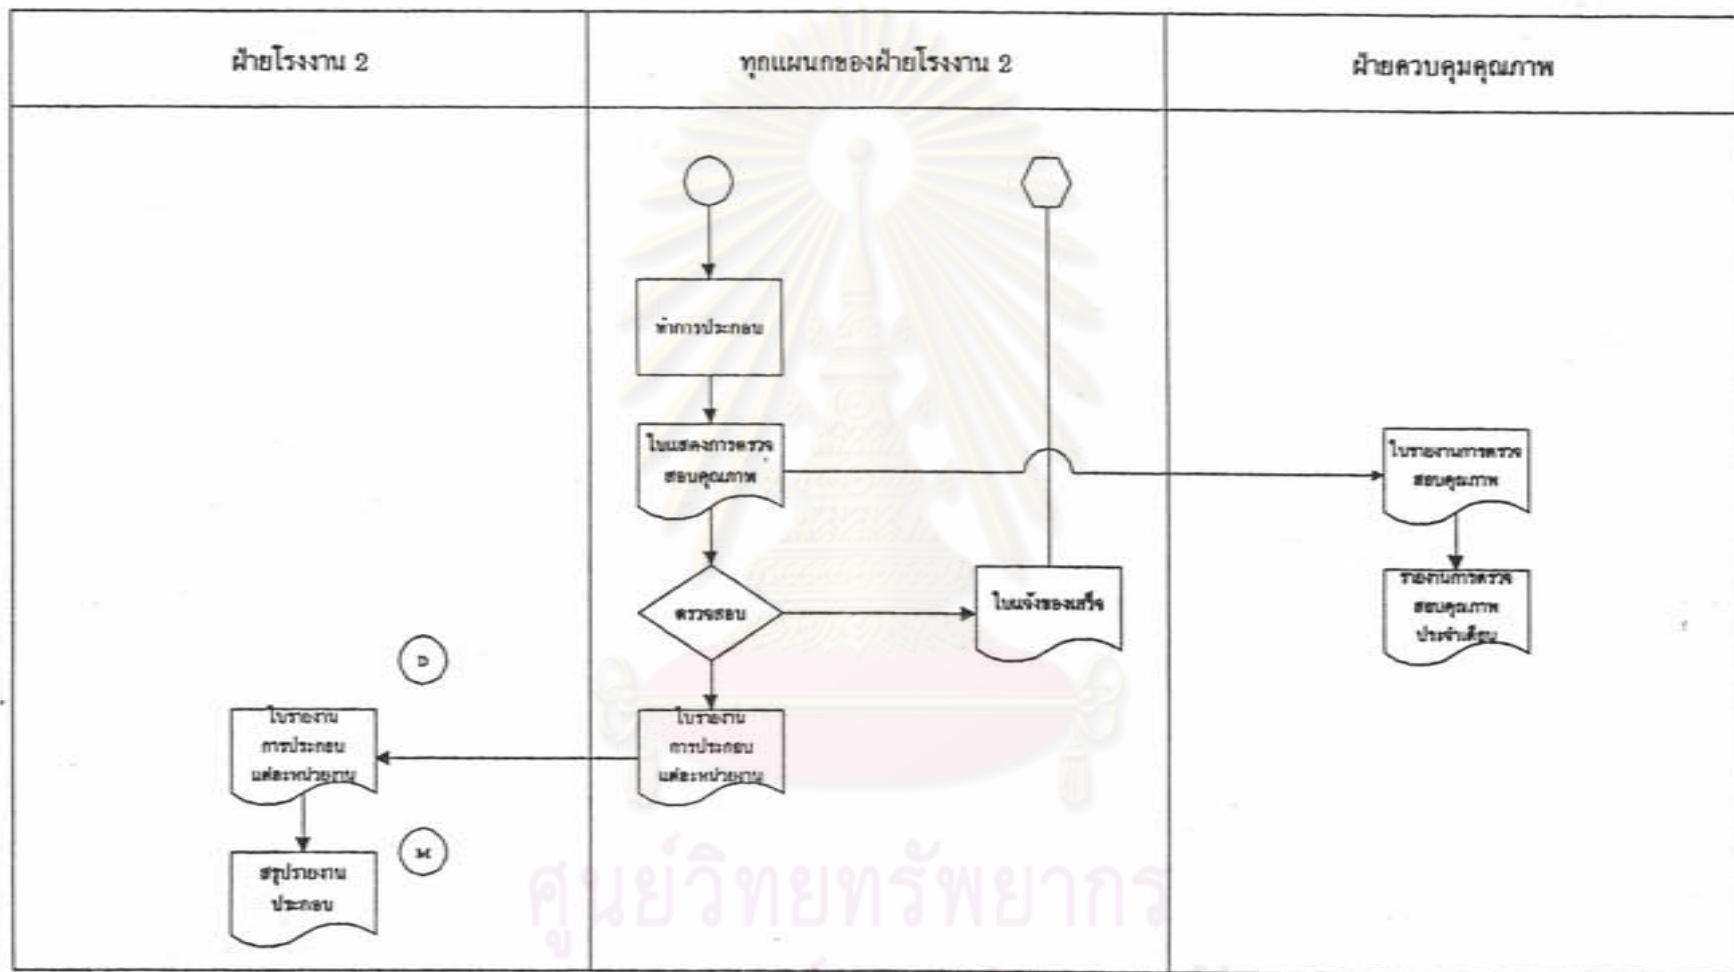 ฝ่ายโรงงาน 2
ทุกแผนกของฝ่ายโรงงาน 2
ฝ่ายควบคุมคุณภาพ
ทำการประกอบ
ใบแสดงการตรวจ
สอบคุณภาพ
ใบรายงานการตรวจ
สอบคุณภาพ
ตรวจสอบ
ใบแจ้งของเสร็จ
รายงานการตรวจ
สอบคุณภาพ
ประจำเดือน
D
ใบรายงาน
การประกอบ
แต่ละหน่วยงาน
ใบรายงาน
การประกอบ
แต่ละหน่วยงาน
M
สรุปรายงาน
ประกอบ
ศูนย์วิทยทรัพยากร